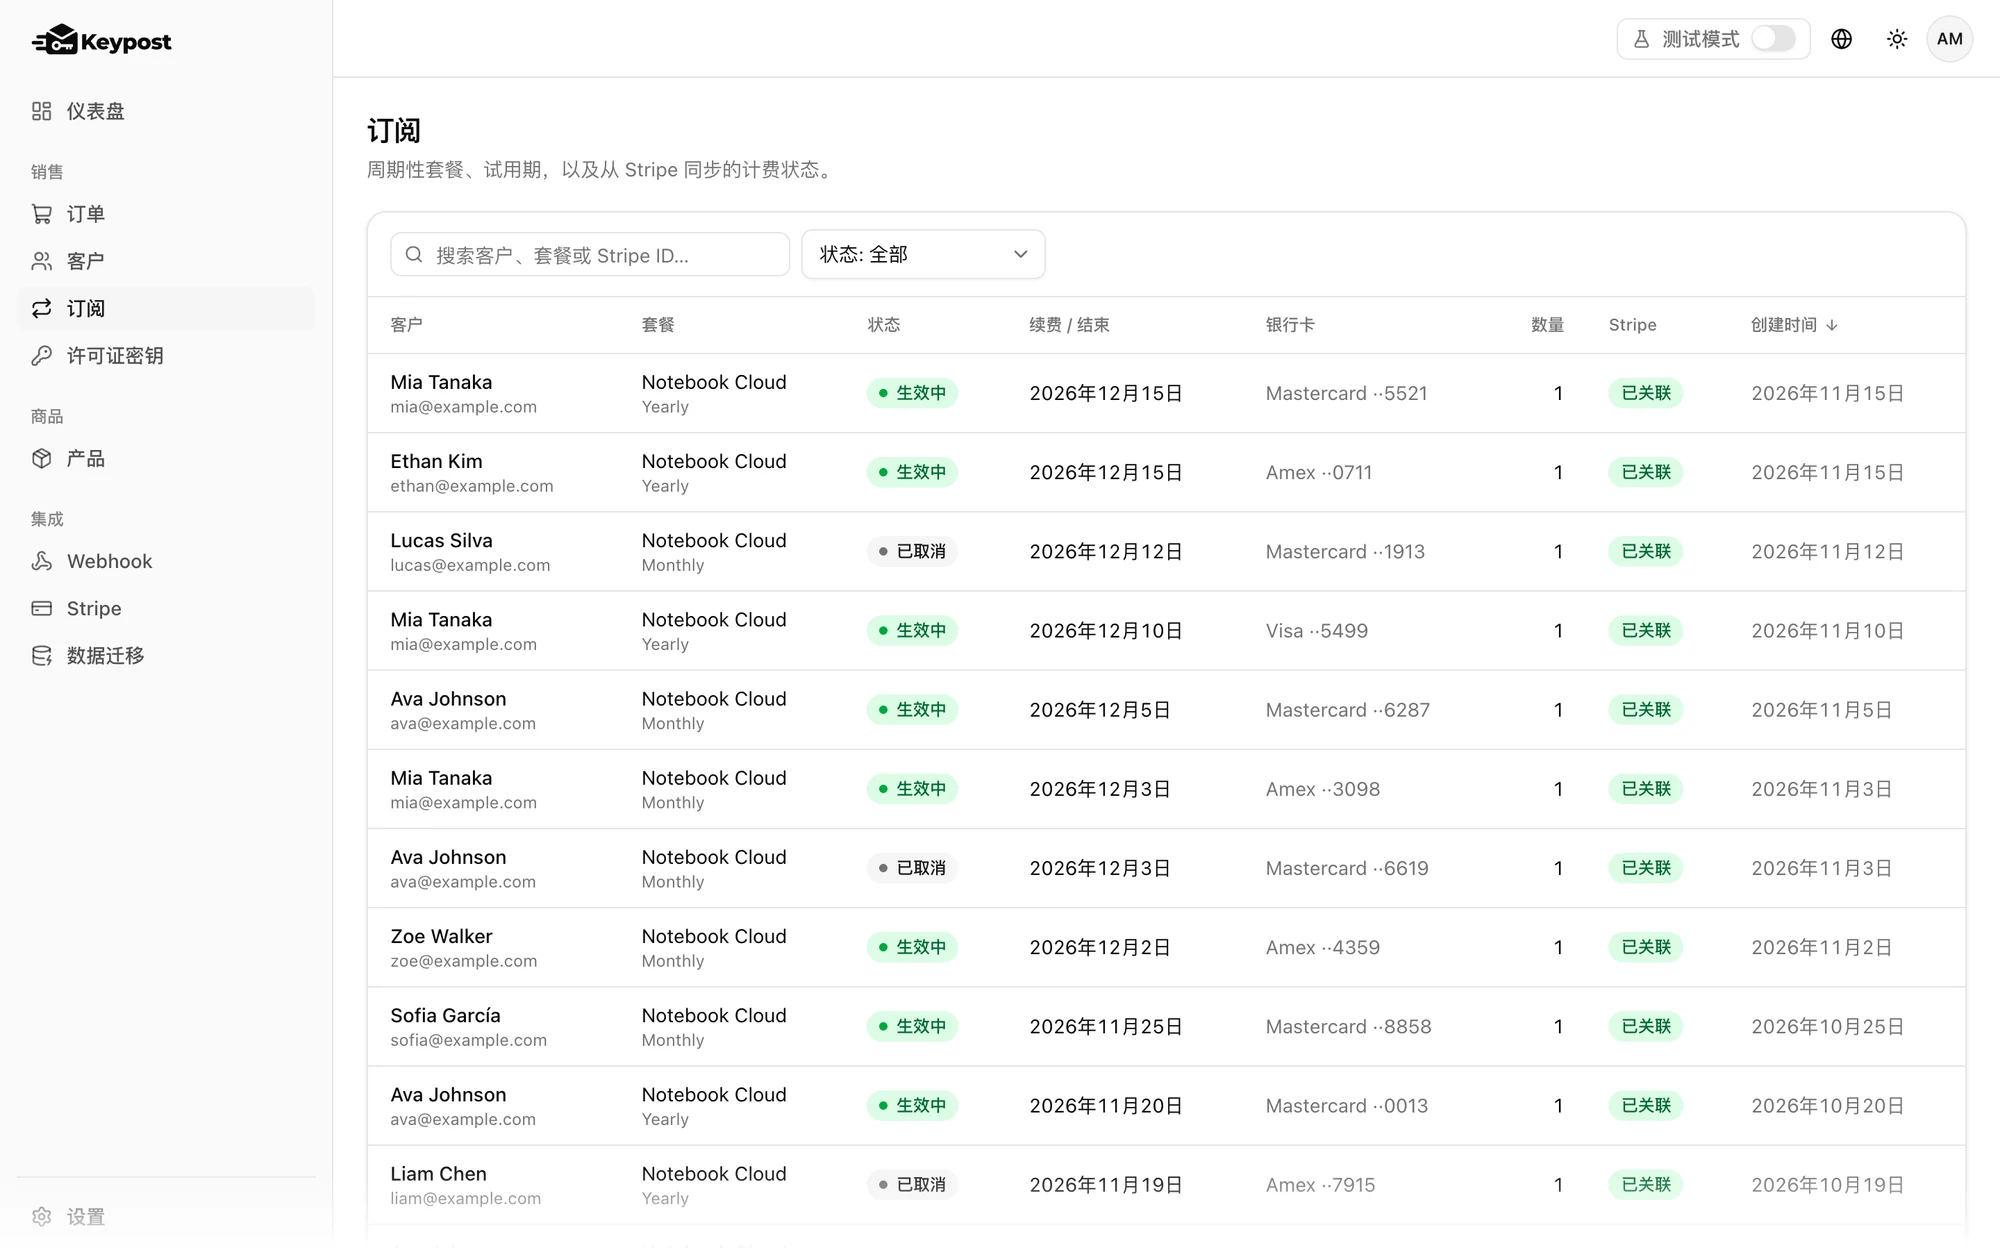 Keypost
测试模式
AM
仪表盘
销售
订单
客户
订阅
许可证密钥
商品
产品
集成
Webhook
Stripe
数据迁移
设置
订阅
周期性套餐、试用期，以及从 Stripe 同步的计费状态。
搜索客户、套餐或 Stripe ID...
状态: 全部
客户 套餐 状态 续费 / 结束 银行卡 数量 Stripe 创建时间 ↓
Mia Tanaka Notebook Cloud 生效中 2026年12月15日 Mastercard ··5521 1 已关联 2026年11月15日
mia@example.com Yearly
Ethan Kim Notebook Cloud 生效中 2026年12月15日 Amex ··0711 1 已关联 2026年11月15日
ethan@example.com Yearly
Lucas Silva Notebook Cloud 已取消 2026年12月12日 Mastercard ··1913 1 已关联 2026年11月12日
lucas@example.com Monthly
Mia Tanaka Notebook Cloud 生效中 2026年12月10日 Visa ··5499 1 已关联 2026年11月10日
mia@example.com Yearly
Ava Johnson Notebook Cloud 生效中 2026年12月5日 Mastercard ··6287 1 已关联 2026年11月5日
ava@example.com Monthly
Mia Tanaka Notebook Cloud 生效中 2026年12月3日 Amex ··3098 1 已关联 2026年11月3日
mia@example.com Monthly
Ava Johnson Notebook Cloud 已取消 2026年12月3日 Mastercard ··6619 1 已关联 2026年11月3日
ava@example.com Monthly
Zoe Walker Notebook Cloud 生效中 2026年12月2日 Amex ··4359 1 已关联 2026年11月2日
zoe@example.com Monthly
Sofia García Notebook Cloud 生效中 2026年11月25日 Mastercard ··8858 1 已关联 2026年10月25日
sofia@example.com Monthly
Ava Johnson Notebook Cloud 生效中 2026年11月20日 Mastercard ··0013 1 已关联 2026年10月20日
ava@example.com Yearly
Liam Chen Notebook Cloud 已取消 2026年11月19日 Amex ··7915 1 已关联 2026年10月19日
liam@example.com Yearly